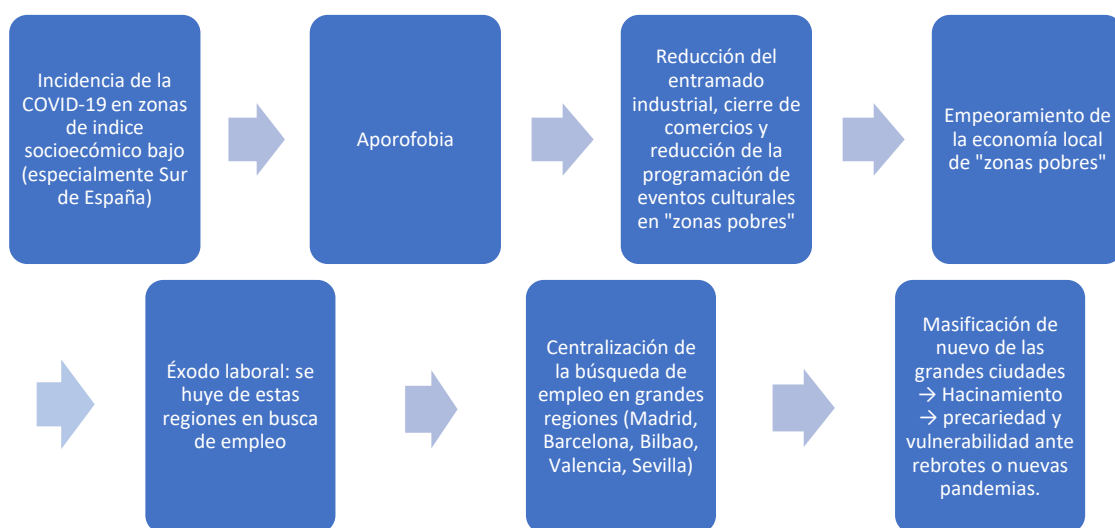 Incidencia de la
COVID-19 en zonas
de indice
socioecómico bajo
(especialmente Sur
de España)
Aporofobia
Reducción del
entramado
industrial, cierre de
comercios y
reducción de la
programación de
eventos culturales
en "zonas pobres"
Empeoramiento de
la economía local
de "zonas pobres"
Éxodo laboral: se
huye de estas
regiones en busca
de empleo
Centralización de
la búsqueda de
empleo en grandes
regiones (Madrid,
Barcelona, Bilbao,
Valencia, Sevilla)
Masificación de
nuevo de las
grandes ciudades
→ Hacinamiento
→ precariedad y
vulnerabilidad ante
rebrotes o nuevas
pandemias.